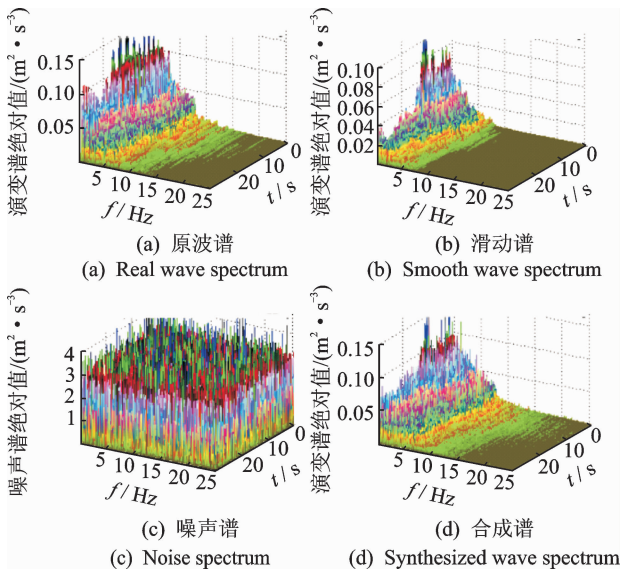 演变谱绝对值/(m²·s⁻³)
0.15
0.10
0.05
5 10 15 20 25
f / Hz
0
10
20
t / s
(a) 原波谱
(a) Real wave spectrum
演变谱绝对值/(m²·s⁻³)
0.10
0.08
0.06
0.04
0.02
5 10 15 20 25
f / Hz
0
10
20
t / s
(b) 滑动谱
(b) Smooth wave spectrum
噪声谱绝对值/(m²·s⁻³)
4
3
2
1
5 10 15 20 25
f / Hz
0
10
20
t / s
(c) 噪声谱
(c) Noise spectrum
演变谱绝对值/(m²·s⁻³)
0.15
0.10
0.05
5 10 15 20 25
f / Hz
0
10
20
t / s
(d) 合成谱
(d) Synthesized wave spectrum